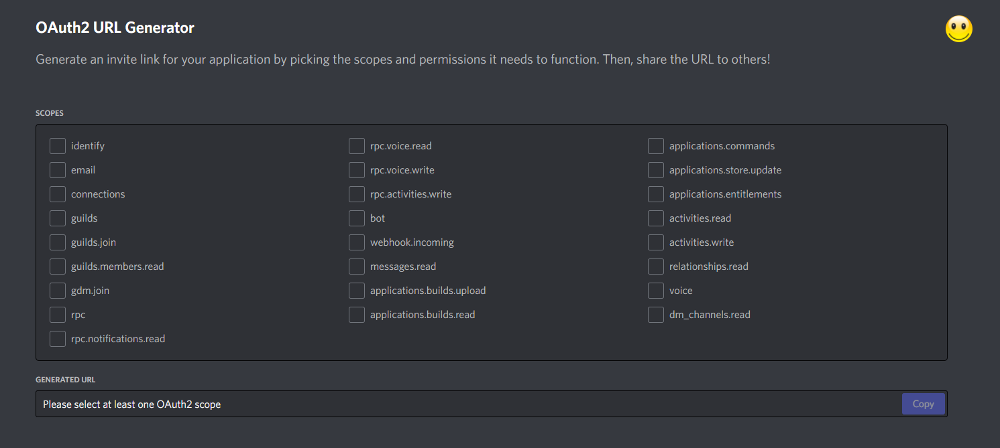 OAuth2 URL Generator
Generate an invite link for your application by picking the scopes and permissions it needs to function. Then, share the URL to others!
SCOPES
identify
email
connections
guilds
guilds.join
guilds.members.read
gdm.join
rpc
rpc.notifications.read
rpc.voice.read
rpc.voice.write
rpc.activities.write
bot
webhook.incoming
messages.read
applications.builds.upload
applications.builds.read
applications.commands
applications.store.update
applications.entitlements
activities.read
activities.write
relationships.read
voice
dm_channels.read
GENERATED URL
Please select at least one OAuth2 scope
Copy